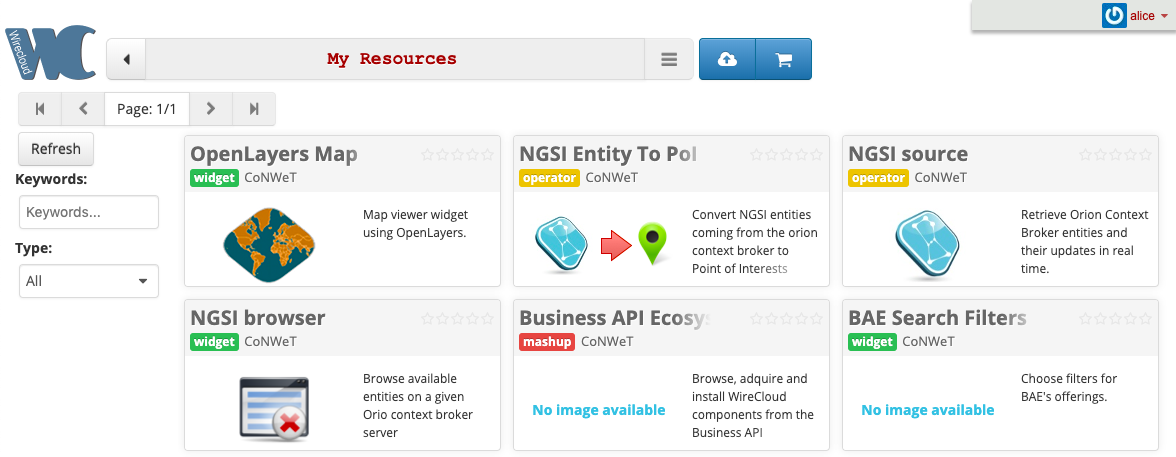 alice
Wirecloud
WC
My Resources
Page: 1/1
Refresh
Keywords:
Keywords...
Type:
All
OpenLayers Map
widget CoNWeT
Map viewer widget
using OpenLayers.
NGSI Entity To PoI
operator CoNWeT
Convert NGSI entities
coming from the orion
context broker to
Point of Interests
NGSI source
operator CoNWeT
Retrieve Orion Context
Broker entities and
their updates in real
time.
NGSI browser
widget CoNWeT
Browse available
entities on a given
Orio context broker
server
Business API Ecosys
mashup CoNWeT
No image available
Browse, adquire and
install WireCloud
components from the
Business API
BAE Search Filters
widget CoNWeT
No image available
Choose filters for
BAE's offerings.